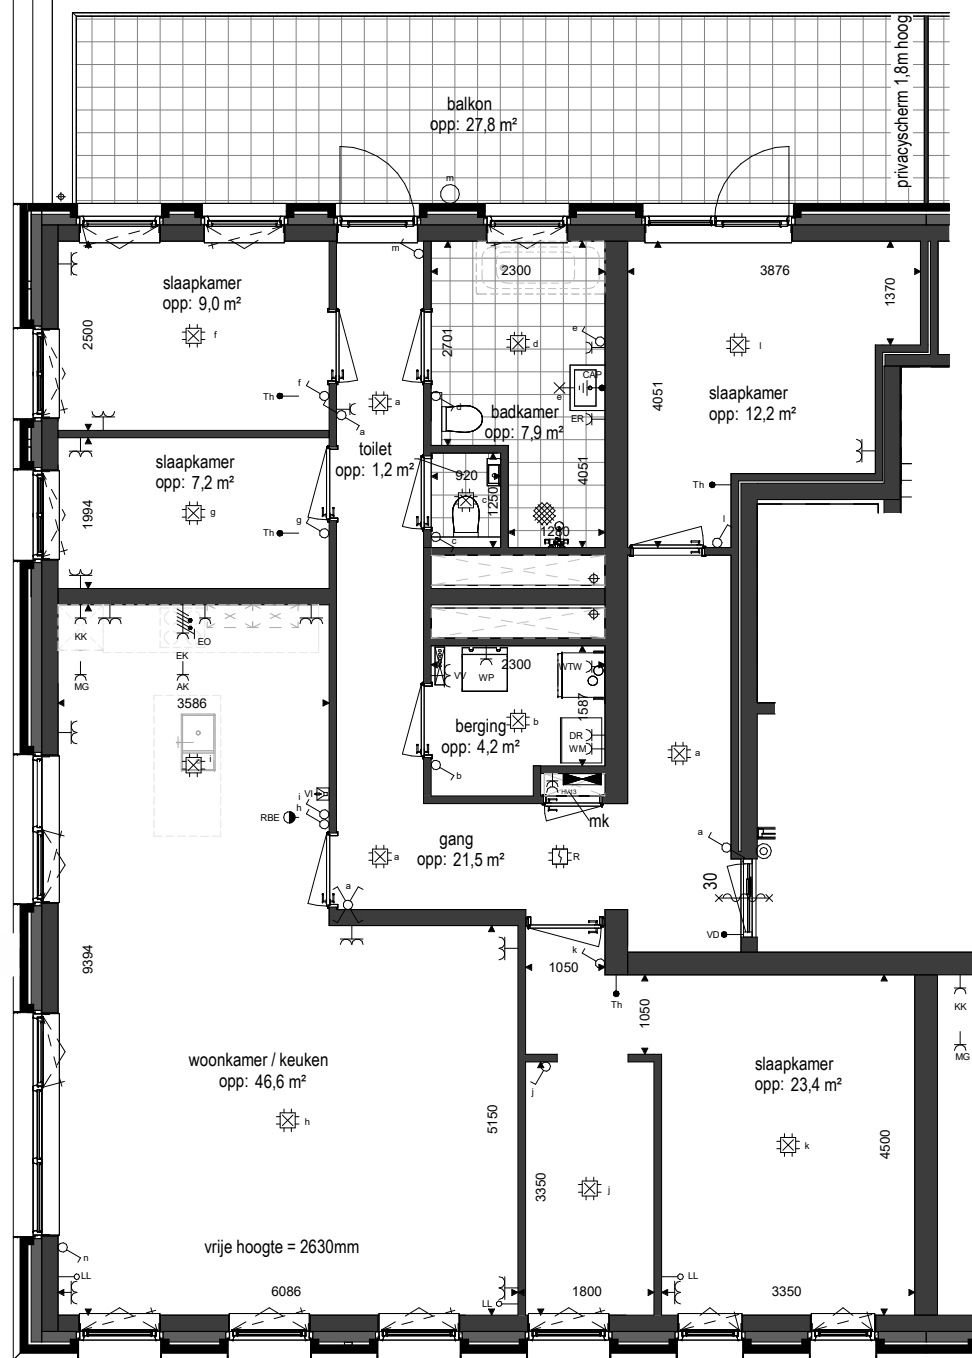 balkon
opp: 27,8 m²
privacyscherm 1,8m hoog
m
m
slaapkamer
opp: 9,0 m²
f
2500
Th
f
a
a
2300
2701
d
e
CAP
e
ER
d
badkamer
opp: 7,9 m²
4051
3876
1370
l
4051
slaapkamer
opp: 12,2 m²
Th
l
toilet
opp: 1,2 m²
920
1250
c
c
1280
slaapkamer
opp: 7,2 m²
g
1994
Th
g
KK
EO
EK
MG
AK
3586
i
VI
i
h
RBE
2300
VV
WP
WTW
1587
berging
opp: 4,2 m²
b
DR
WM
b
HV13
mk
a
a
30
VD
gang
opp: 21,5 m²
a
R
a
9394
k
1050
Th
1050
KK
MG
woonkamer / keuken
opp: 46,6 m²
h
5150
j
3350
j
slaapkamer
opp: 23,4 m²
k
4500
vrije hoogte = 2630mm
n
LL
6086
LL
1800
LL
3350